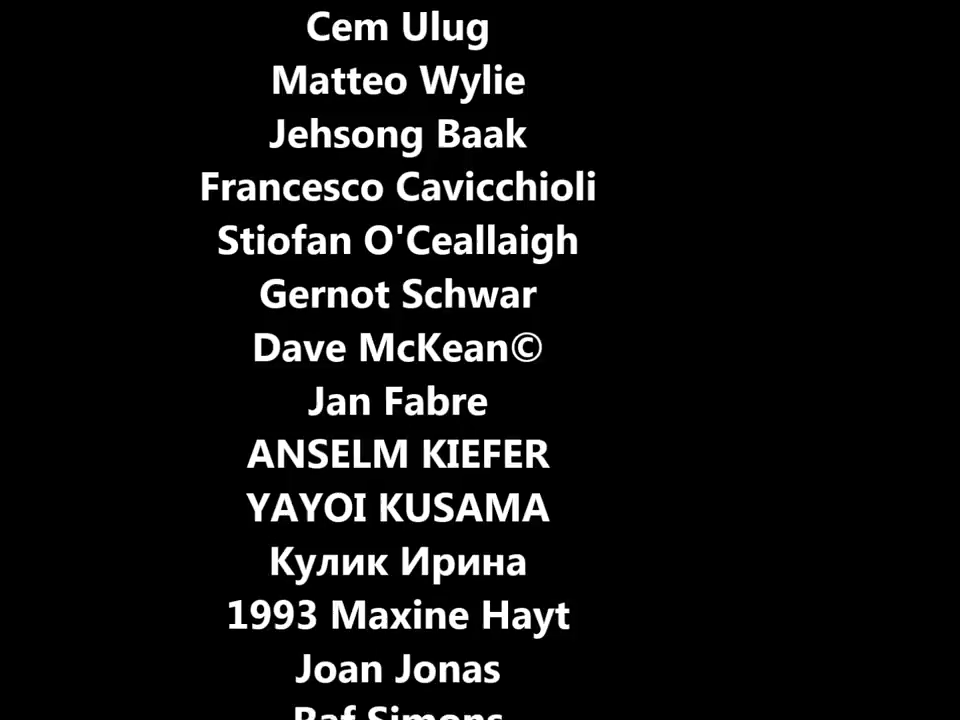 Cem Ulug
Matteo Wylie
Jehsong Baak
Francesco Cavicchioli
Stiofan O'Ceallaigh
Gernot Schwar
Dave McKean©
Jan Fabre
ANSELM KIEFER
YAYOI KUSAMA
Кулик Ирина
1993 Maxine Hayt
Joan Jonas
Raf Simons